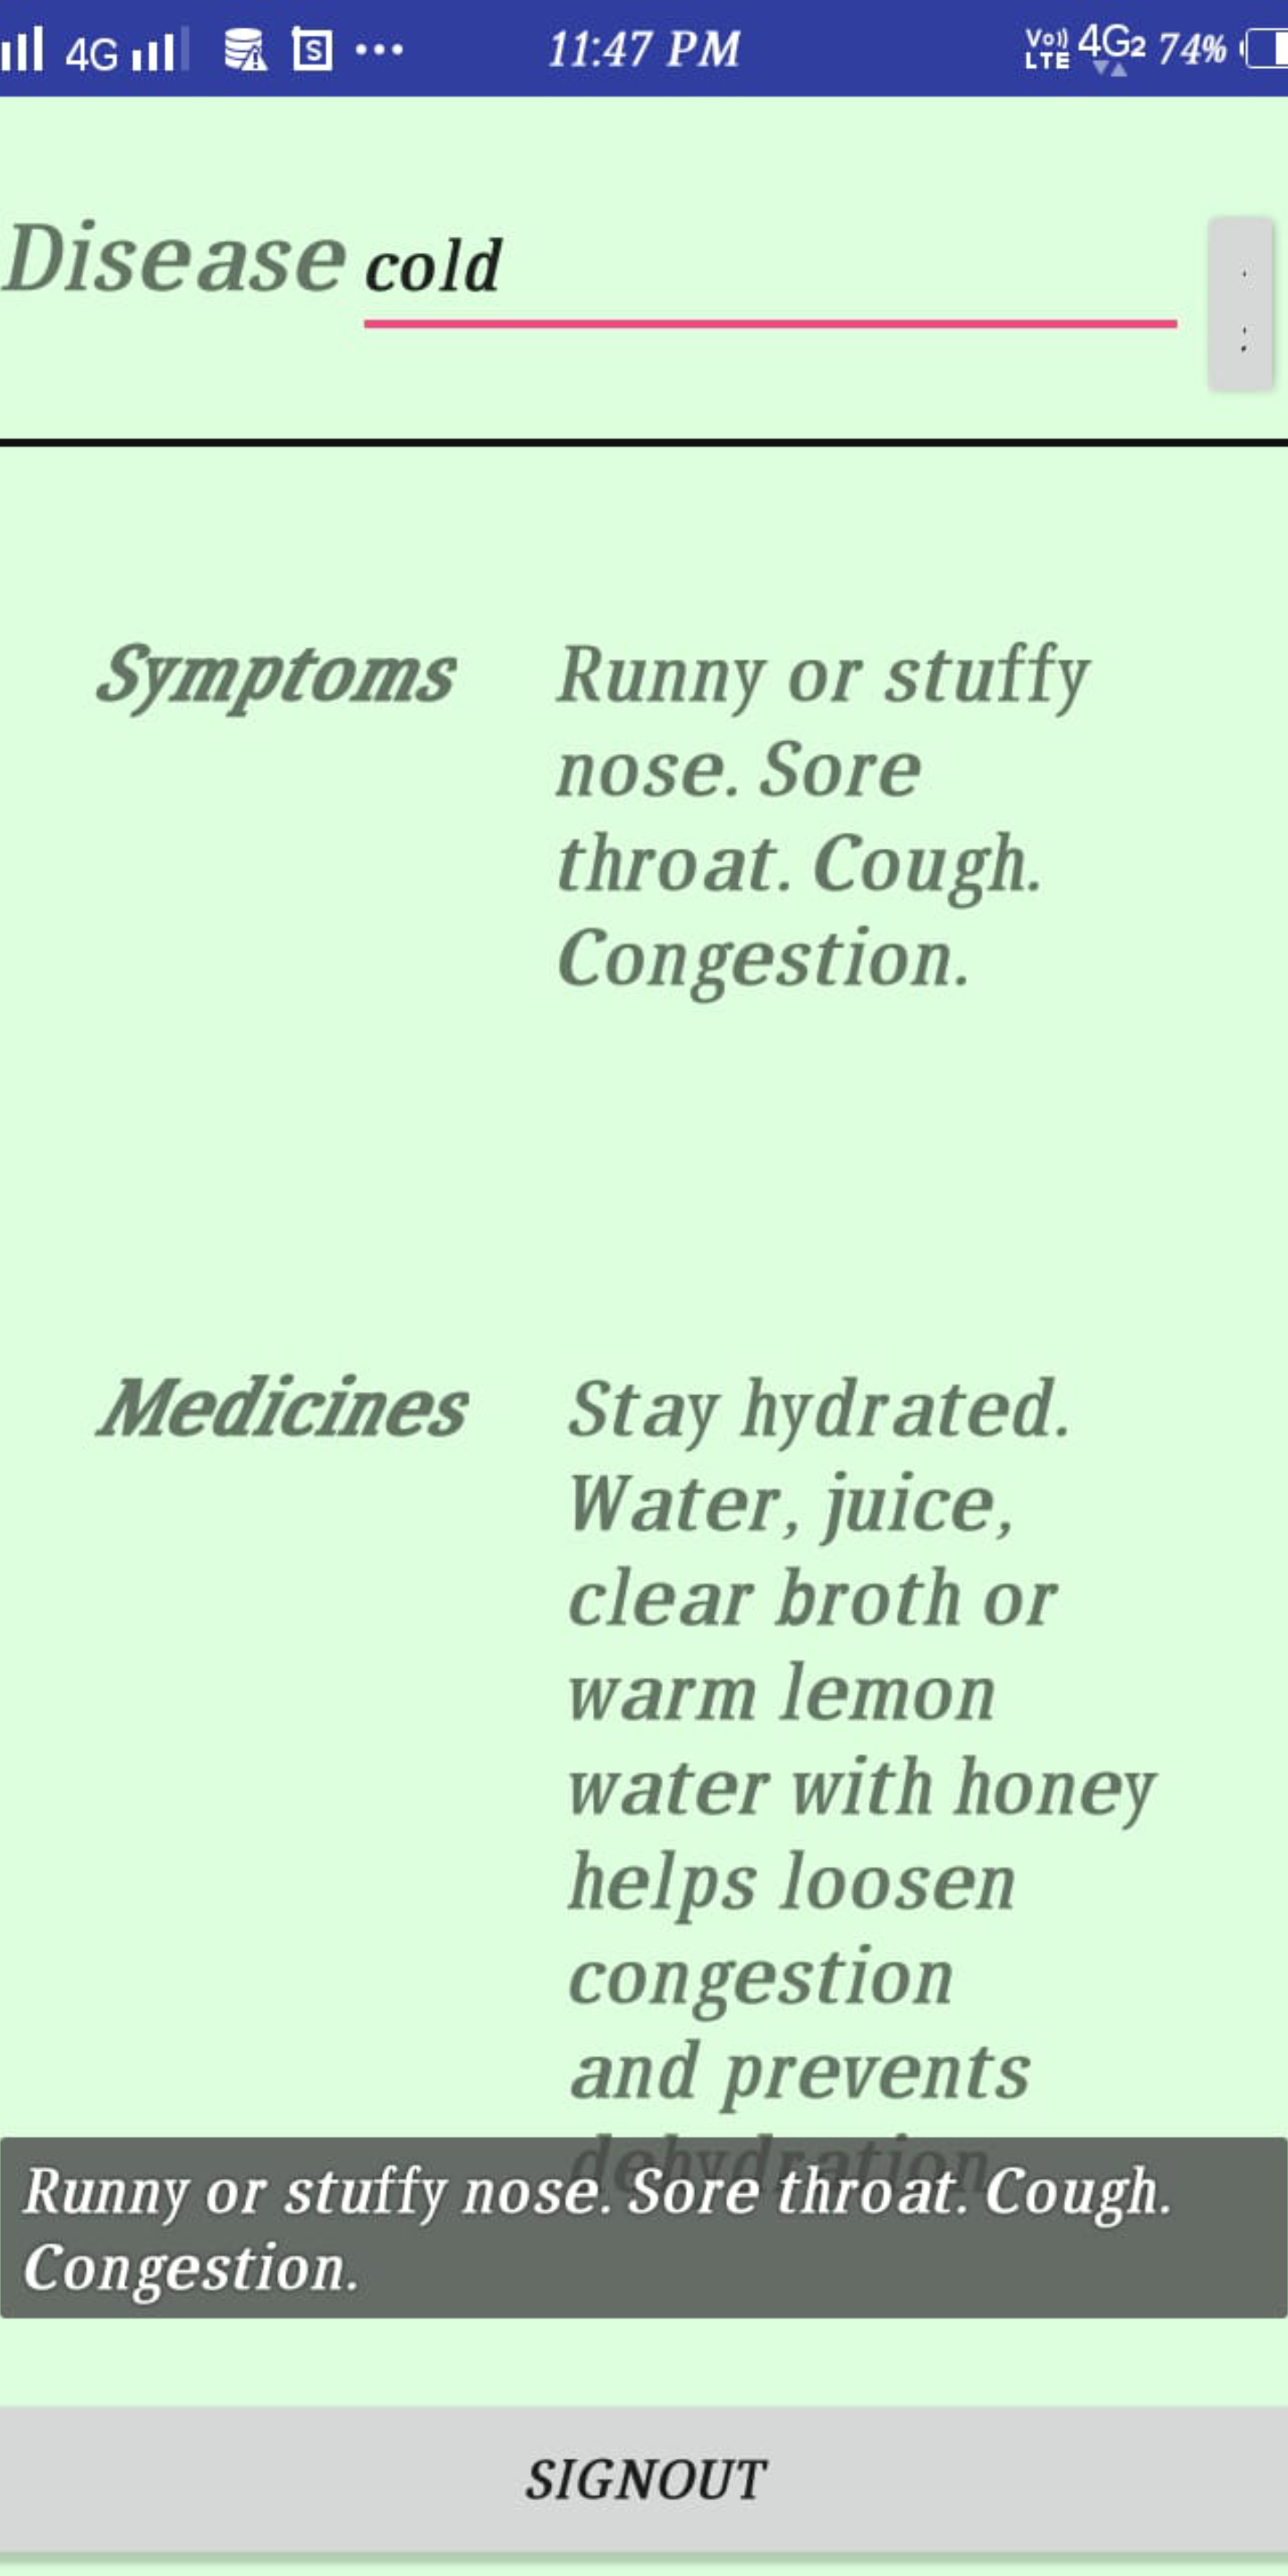 4G 11:47 PM Vo)) LTE 4G2 74%
Disease cold
Symptoms Runny or stuffy
nose. Sore
throat. Cough.
Congestion.
Medicines Stay hydrated.
Water, juice,
clear broth or
warm lemon
water with honey
helps loosen
congestion
and prevents
dehydration
Runny or stuffy nose. Sore throat. Cough.
Congestion.
SIGNOUT